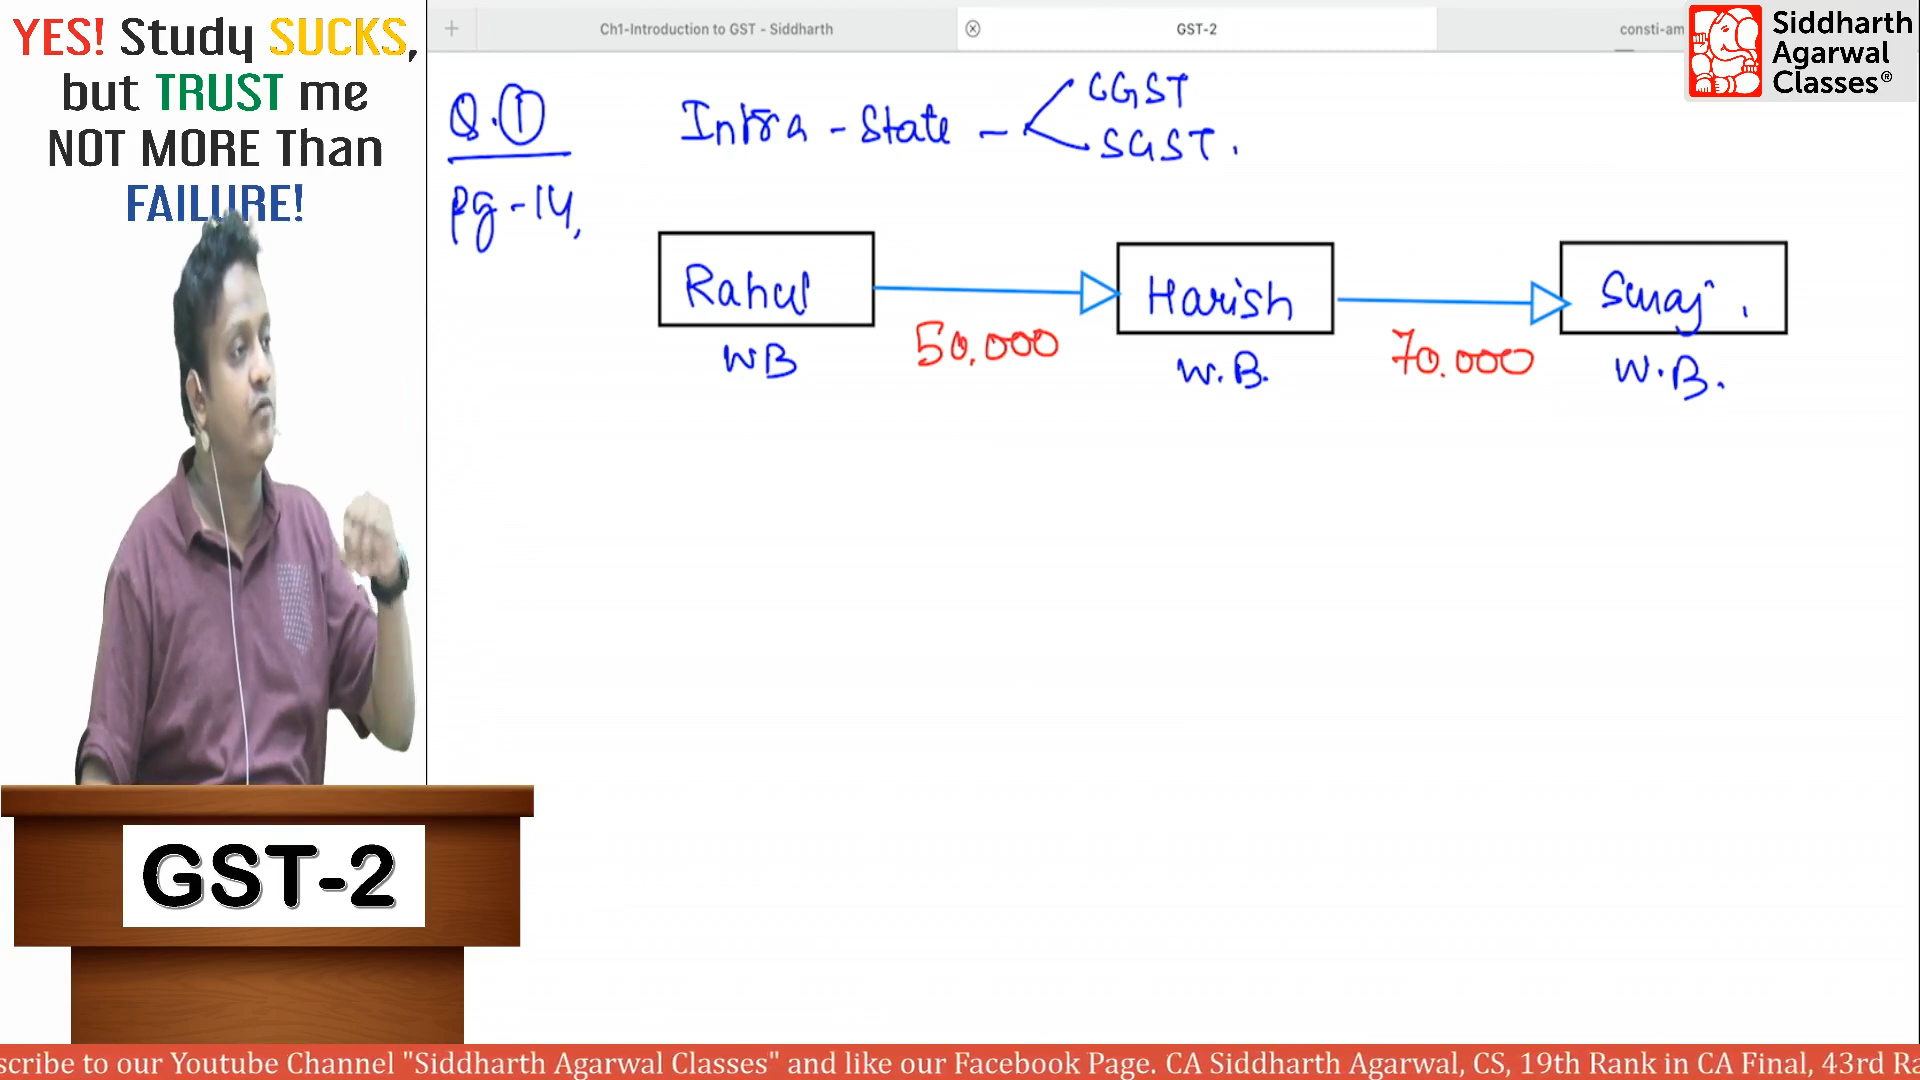 YES! Study SUCKS,
but TRUST me
NOT MORE Than
FAILURE!
Ch1-Introduction to GST - Siddharth
GST-2
consti-am
Siddharth
Agarwal
Classes®
Q.1
Pg-14,
Intra-State -
CGST
SGST.
Rahul
WB
50,000
Harish
W.B.
70,000
Suraj.
W.B.
GST-2
scribe to our Youtube Channel "Siddharth Agarwal Classes" and like our Facebook Page. CA Siddharth Agarwal, CS, 19th Rank in CA Final, 43rd Ra